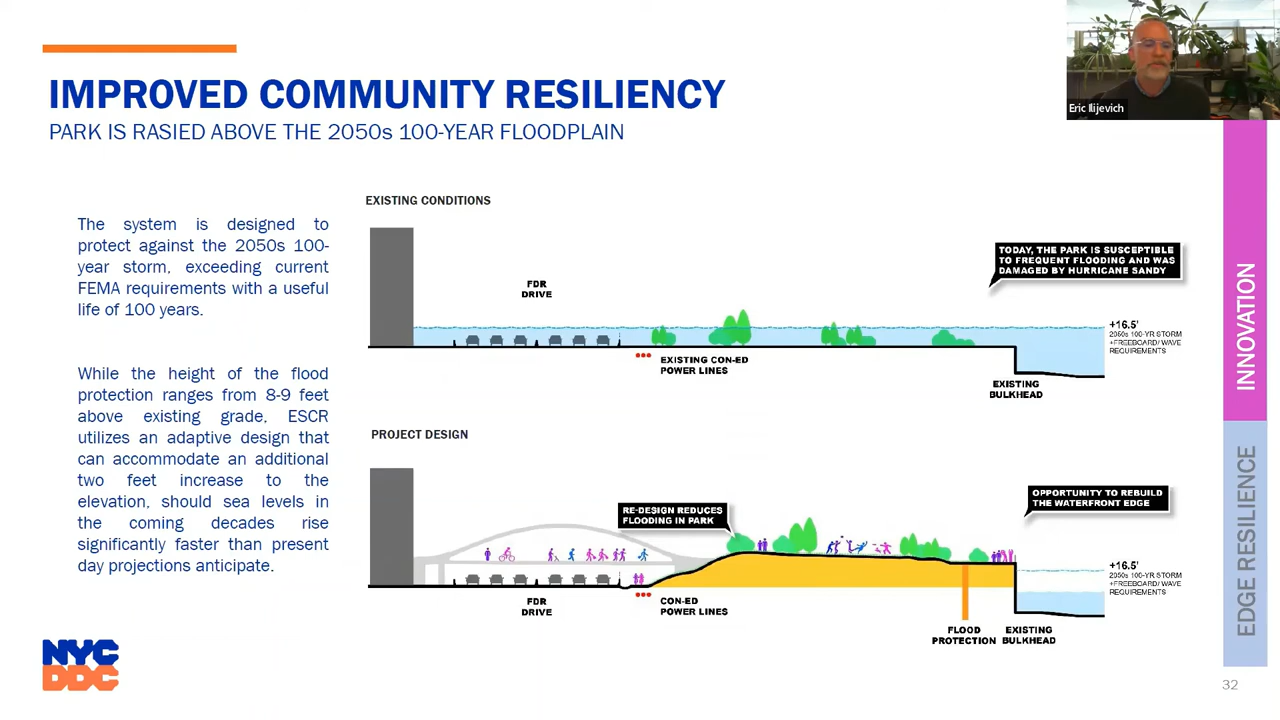 Eric Ilijevich
IMPROVED COMMUNITY RESILIENCY
PARK IS RASIED ABOVE THE 2050s 100-YEAR FLOODPLAIN
The system is designed to
protect against the 2050s 100-
year storm, exceeding current
FEMA requirements with a useful
life of 100 years.
While the height of the flood
protection ranges from 8-9 feet
above existing grade, ESCR
utilizes an adaptive design that
can accommodate an additional
two feet increase to the
elevation, should sea levels in
the coming decades rise
significantly faster than present
day projections anticipate.
EXISTING CONDITIONS
FDR
DRIVE
TODAY, THE PARK IS SUSCEPTIBLE
TO FREQUENT FLOODING AND WAS
DAMAGED BY HURRICANE SANDY
+16.5'
2050s 100-YR STORM
+FREEBOARD/ WAVE
REQUIREMENTS
EXISTING CON-ED
POWER LINES
EXISTING
BULKHEAD
PROJECT DESIGN
RE-DESIGN REDUCES
FLOODING IN PARK
OPPORTUNITY TO REBUILD
THE WATERFRONT EDGE
+16.5'
2050s 100-YR STORM
+FREEBOARD/ WAVE
REQUIREMENTS
FDR
DRIVE
CON-ED
POWER LINES
FLOOD
PROTECTION
EXISTING
BULKHEAD
INNOVATION
EDGE RESILIENCE
NYC
DDC
32